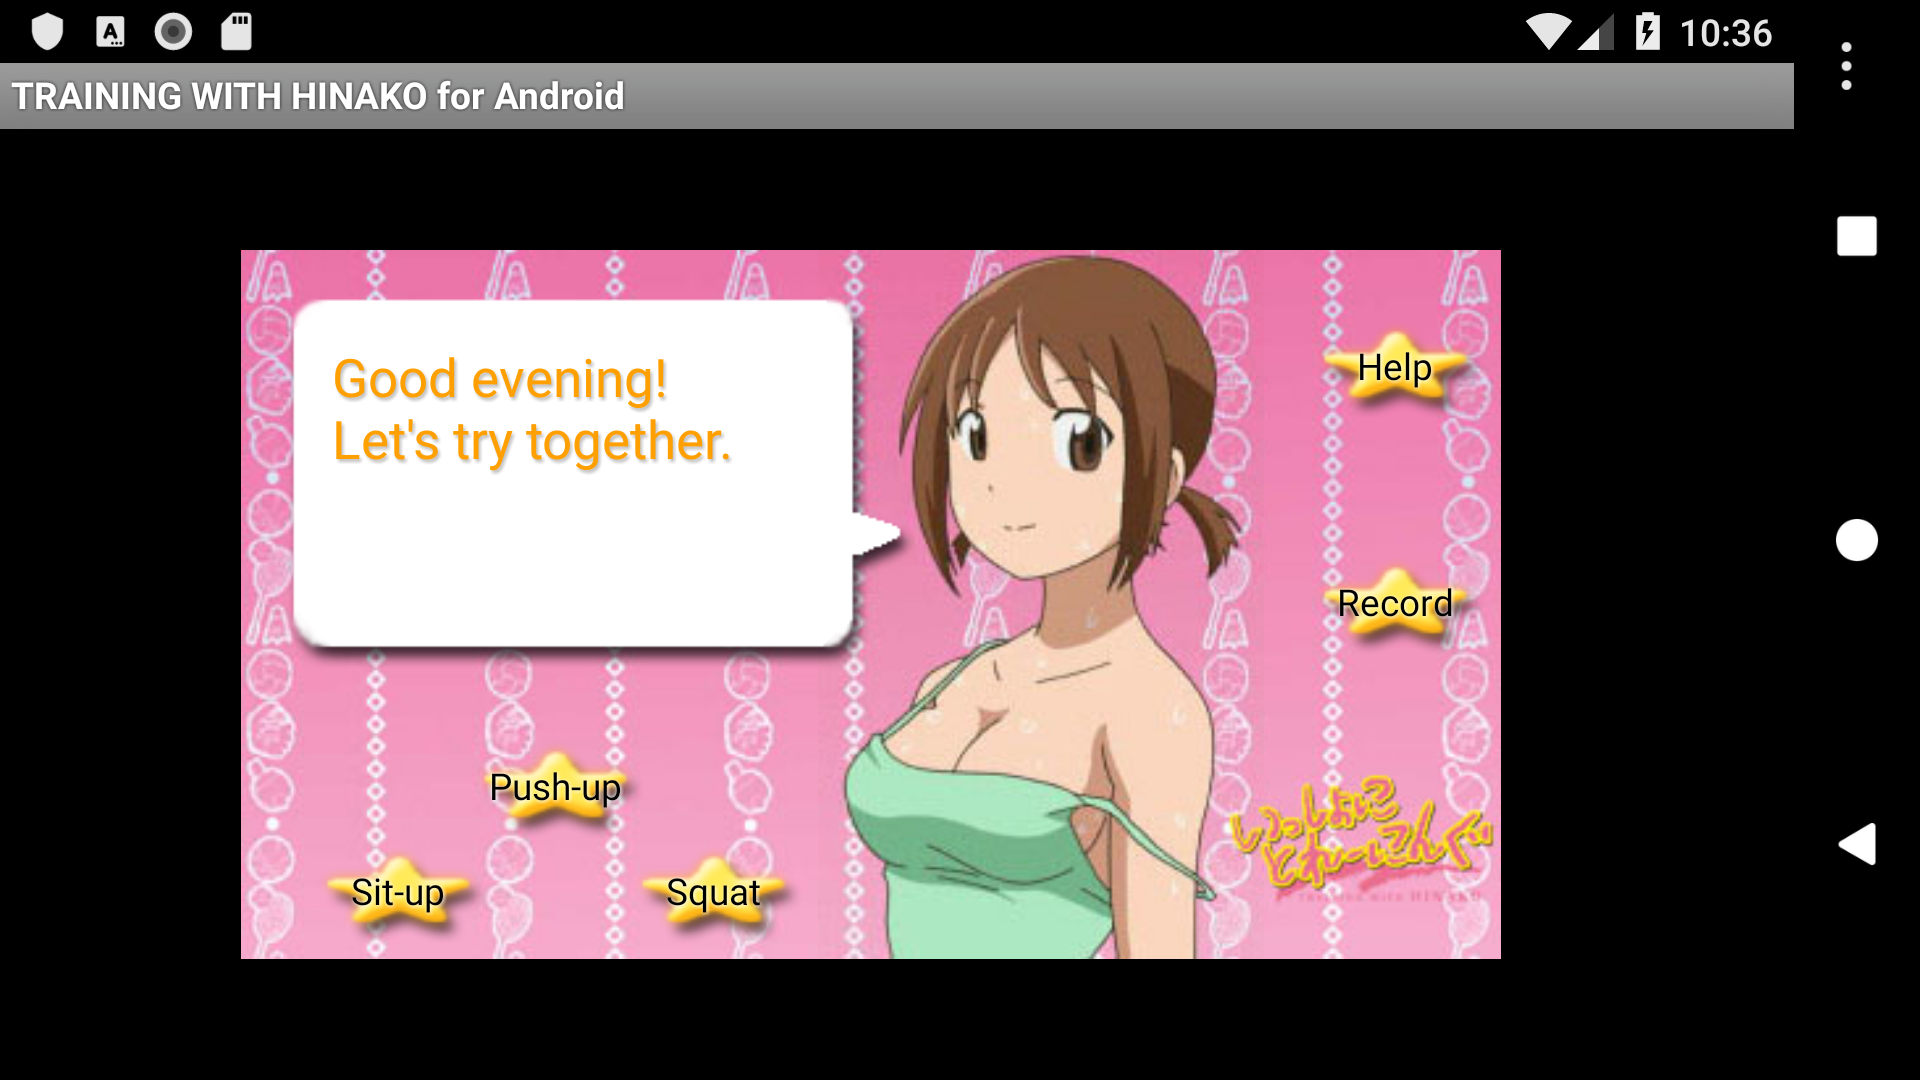 10:36
TRAINING WITH HINAKO for Android
Good evening!
Let's try together.
Help
Record
Push-up
Sit-up
Squat
いっしょに
とれーにんぐ
TRAINING WITH HINAKO